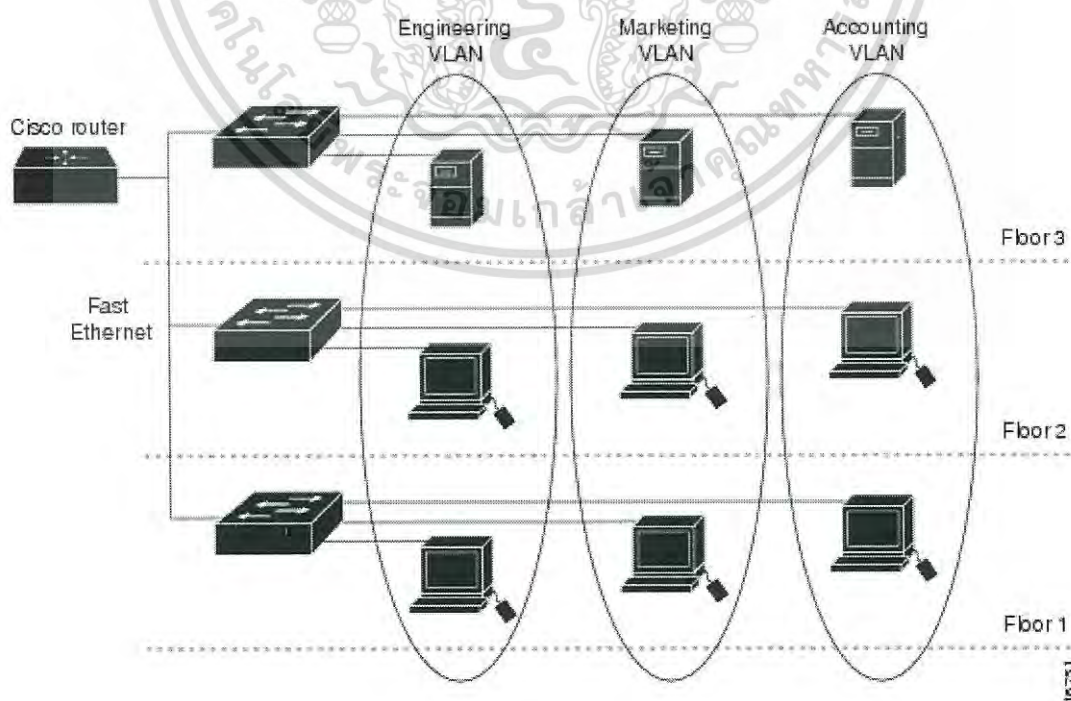 Engineering
VLAN
Marketing
VLAN
Accounting
VLAN
Cisco router
Floor 3
Fast
Ethernet
Floor 2
Floor 1